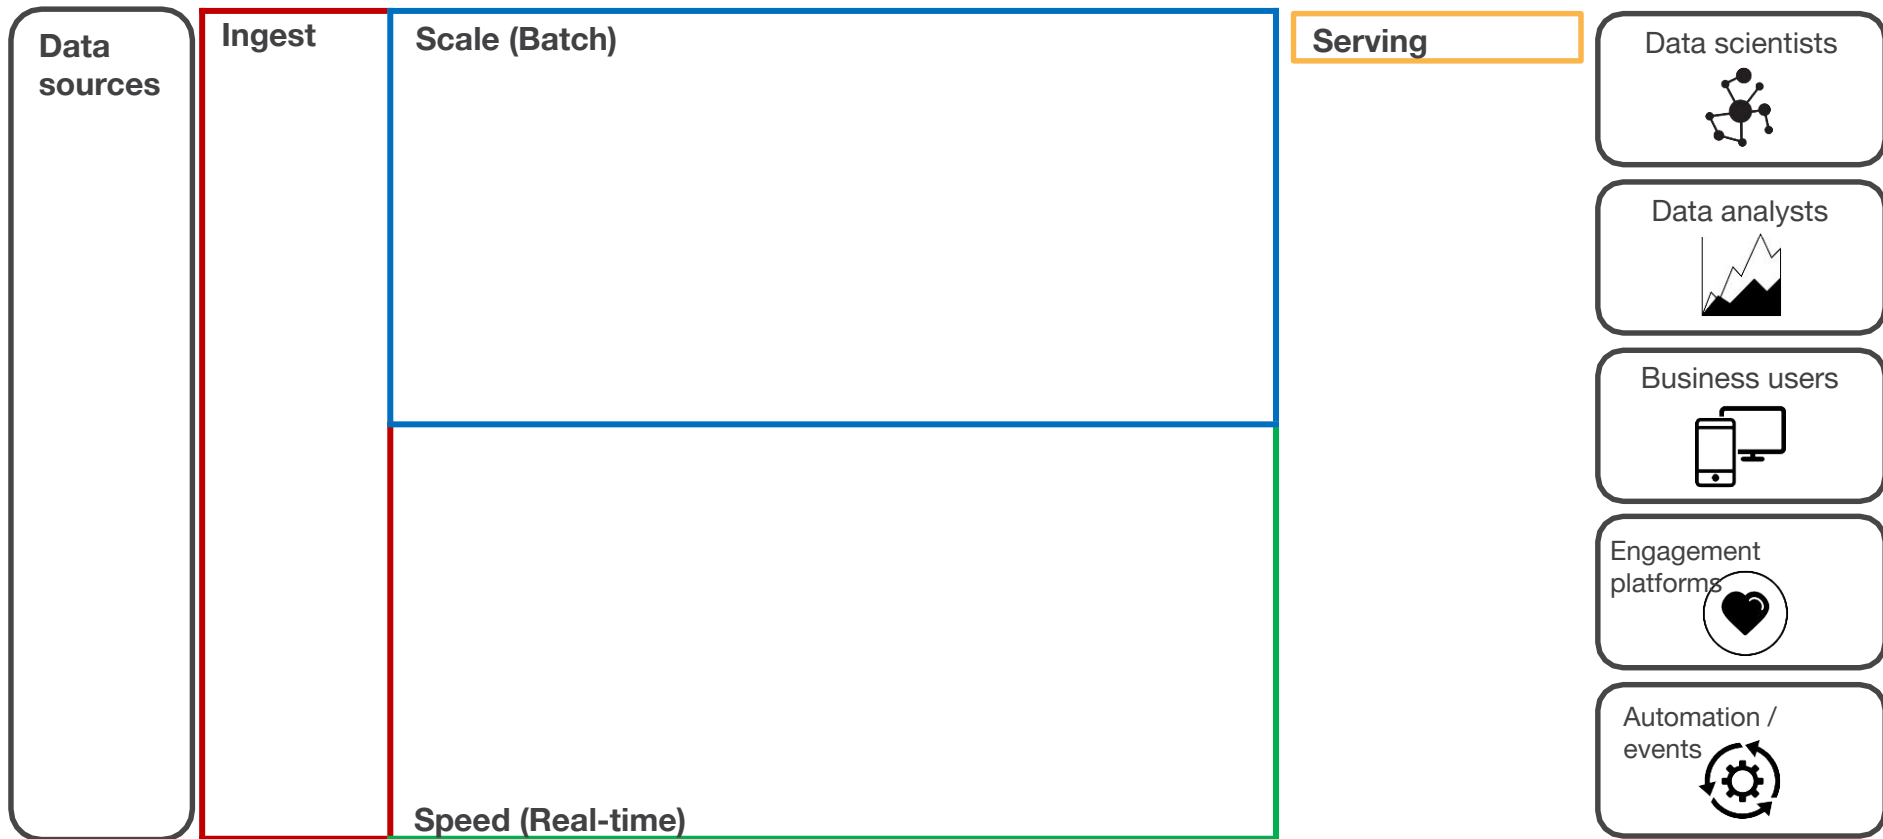 Data
sources
Ingest
Scale (Batch)
Speed (Real-time)
Serving
Data scientists
Data analysts
Business users
Engagement
platforms
Automation /
events